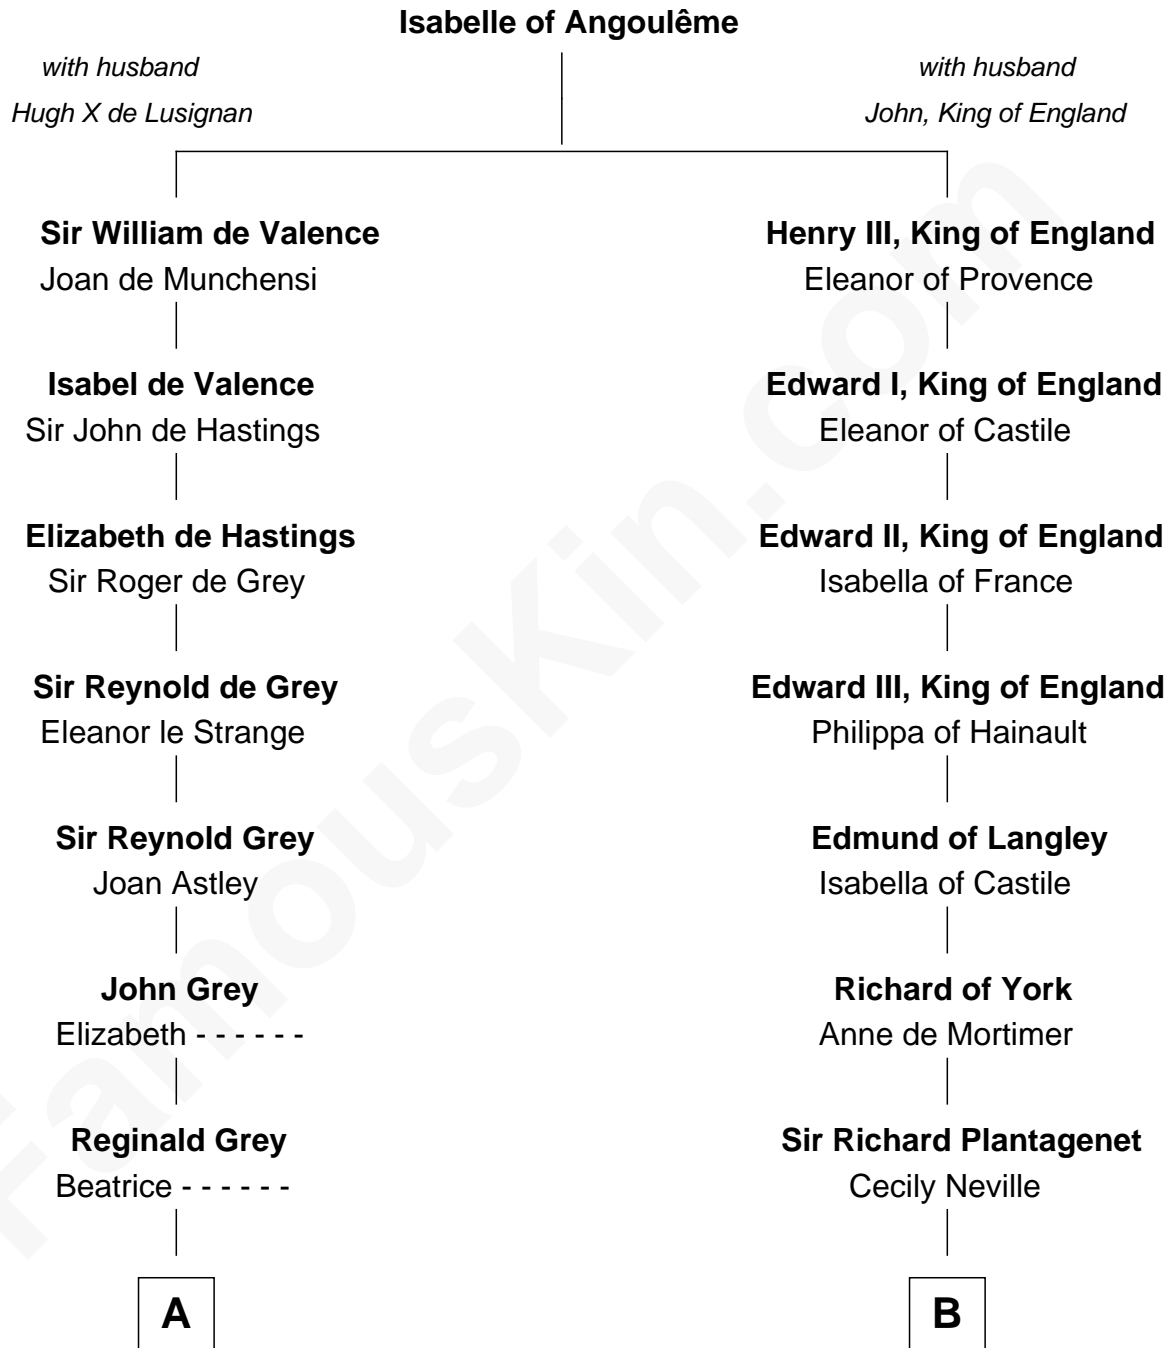 Isabelle of Angoulême
with husband
Hugh X de Lusignan
with husband
John, King of England
Sir William de Valence
Joan de Munchensi
Henry III, King of England
Eleanor of Provence
Isabel de Valence
Sir John de Hastings
Edward I, King of England
Eleanor of Castile
Elizabeth de Hastings
Sir Roger de Grey
Edward II, King of England
Isabella of France
Sir Reynold de Grey
Eleanor le Strange
Edward III, King of England
Philippa of Hainault
Sir Reynold Grey
Joan Astley
Edmund of Langley
Isabella of Castile
John Grey
Elizabeth - - - - - -
Richard of York
Anne de Mortimer
Reginald Grey
Beatrice - - - - - -
Sir Richard Plantagenet
Cecily Neville
A
B
FamousKin.com